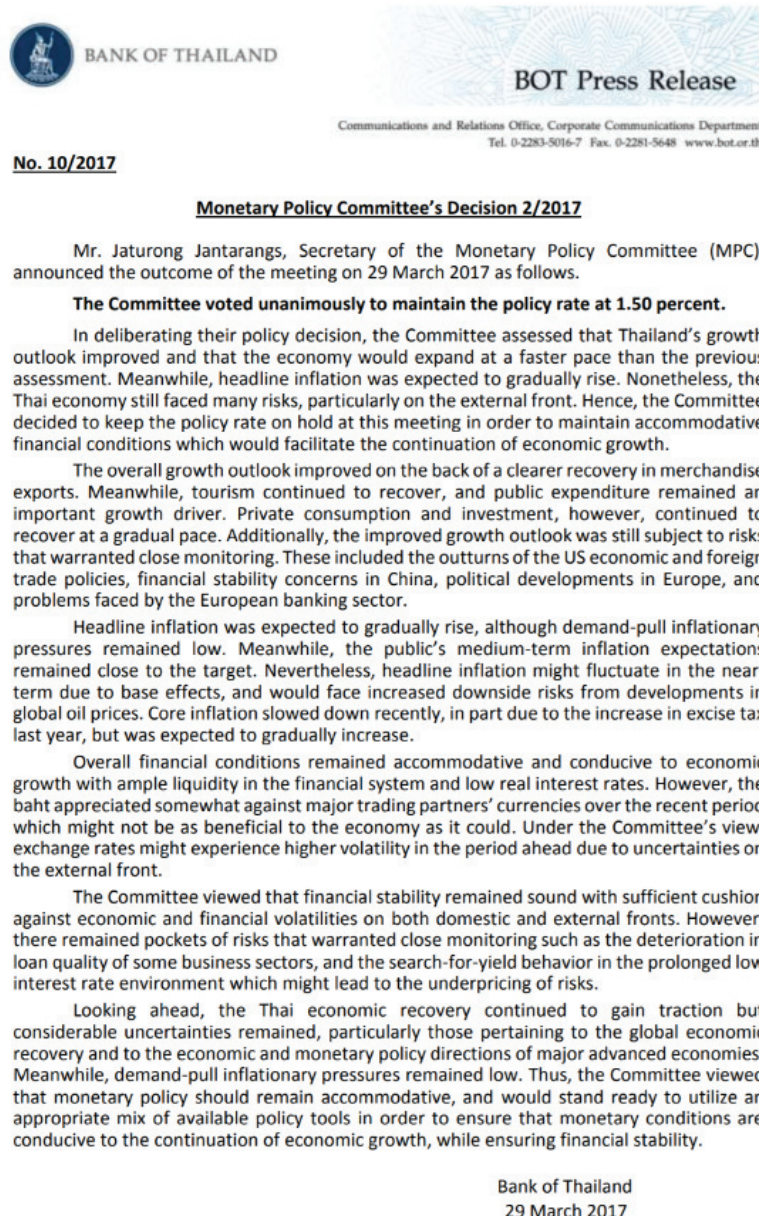 BANK OF THAILAND
BOT Press Release
Communications and Relations Office, Corporate Communications Department
Tel. 0-2283-5016-7 Fax. 0-2281-5648 www.bot.or.th
No. 10/2017
Monetary Policy Committee's Decision 2/2017
Mr. Jaturong Jantarangs, Secretary of the Monetary Policy Committee (MPC)
announced the outcome of the meeting on 29 March 2017 as follows.
The Committee voted unanimously to maintain the policy rate at 1.50 percent.
In deliberating their policy decision, the Committee assessed that Thailand's growth
outlook improved and that the economy would expand at a faster pace than the previous
assessment. Meanwhile, headline inflation was expected to gradually rise. Nonetheless, the
Thai economy still faced many risks, particularly on the external front. Hence, the Committee
decided to keep the policy rate on hold at this meeting in order to maintain accommodative
financial conditions which would facilitate the continuation of economic growth.
The overall growth outlook improved on the back of a clearer recovery in merchandise
exports. Meanwhile, tourism continued to recover, and public expenditure remained an
important growth driver. Private consumption and investment, however, continued to
recover at a gradual pace. Additionally, the improved growth outlook was still subject to risks
that warranted close monitoring. These included the outturns of the US economic and foreign
trade policies, financial stability concerns in China, political developments in Europe, and
problems faced by the European banking sector.
Headline inflation was expected to gradually rise, although demand-pull inflationary
pressures remained low. Meanwhile, the public's medium-term inflation expectations
remained close to the target. Nevertheless, headline inflation might fluctuate in the near
term due to base effects, and would face increased downside risks from developments in
global oil prices. Core inflation slowed down recently, in part due to the increase in excise tax
last year, but was expected to gradually increase.
Overall financial conditions remained accommodative and conducive to economic
growth with ample liquidity in the financial system and low real interest rates. However, the
baht appreciated somewhat against major trading partners' currencies over the recent period
which might not be as beneficial to the economy as it could. Under the Committee's view
exchange rates might experience higher volatility in the period ahead due to uncertainties on
the external front.
The Committee viewed that financial stability remained sound with sufficient cushion
against economic and financial volatilities on both domestic and external fronts. However
there remained pockets of risks that warranted close monitoring such as the deterioration in
loan quality of some business sectors, and the search-for-yield behavior in the prolonged low
interest rate environment which might lead to the underpricing of risks.
Looking ahead, the Thai economic recovery continued to gain traction but
considerable uncertainties remained, particularly those pertaining to the global economic
recovery and to the economic and monetary policy directions of major advanced economies
Meanwhile, demand-pull inflationary pressures remained low. Thus, the Committee viewed
that monetary policy should remain accommodative, and would stand ready to utilize an
appropriate mix of available policy tools in order to ensure that monetary conditions are
conducive to the continuation of economic growth, while ensuring financial stability.
Bank of Thailand
29 March 2017